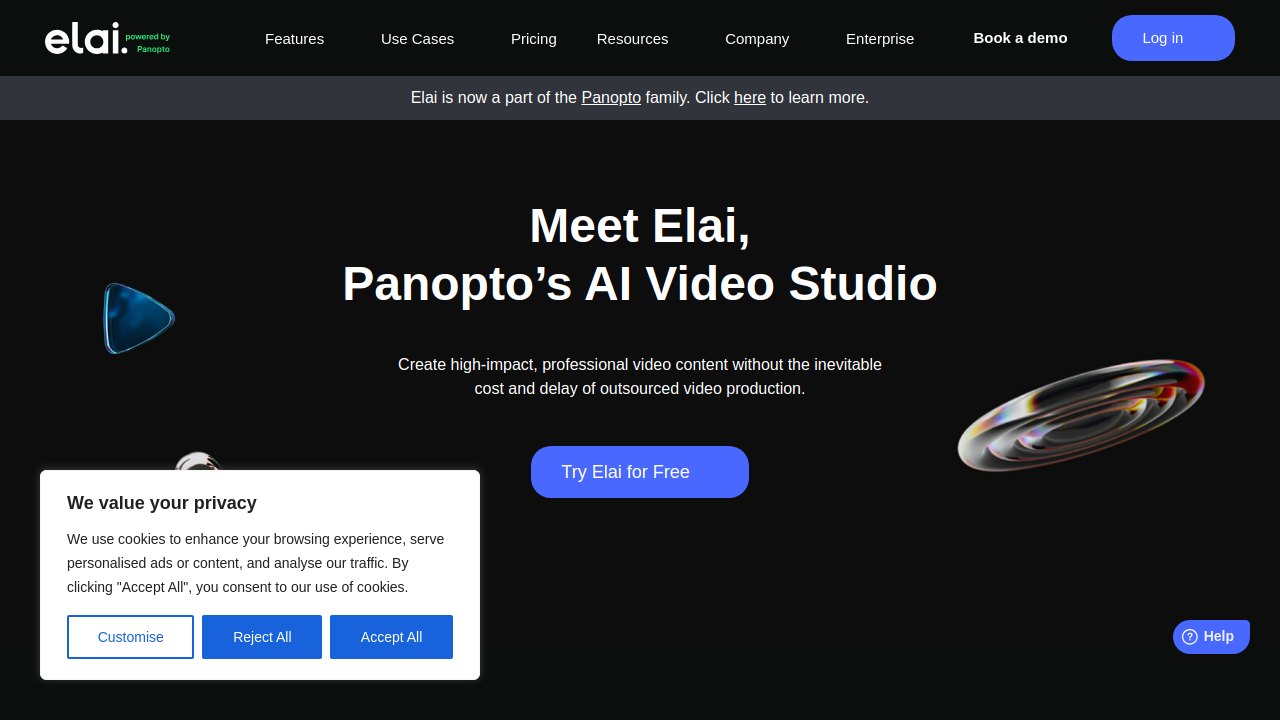 elai. powered by Panopto
Features
Use Cases
Pricing
Resources
Company
Enterprise
Book a demo
Log in
Elai is now a part of the Panopto family. Click here to learn more.
Meet Elai,
Panopto’s AI Video Studio
Create high-impact, professional video content without the inevitable
cost and delay of outsourced video production.
Try Elai for Free
We value your privacy
We use cookies to enhance your browsing experience, serve
personalised ads or content, and analyse our traffic. By
clicking "Accept All", you consent to our use of cookies.
Customise
Reject All
Accept All
Help